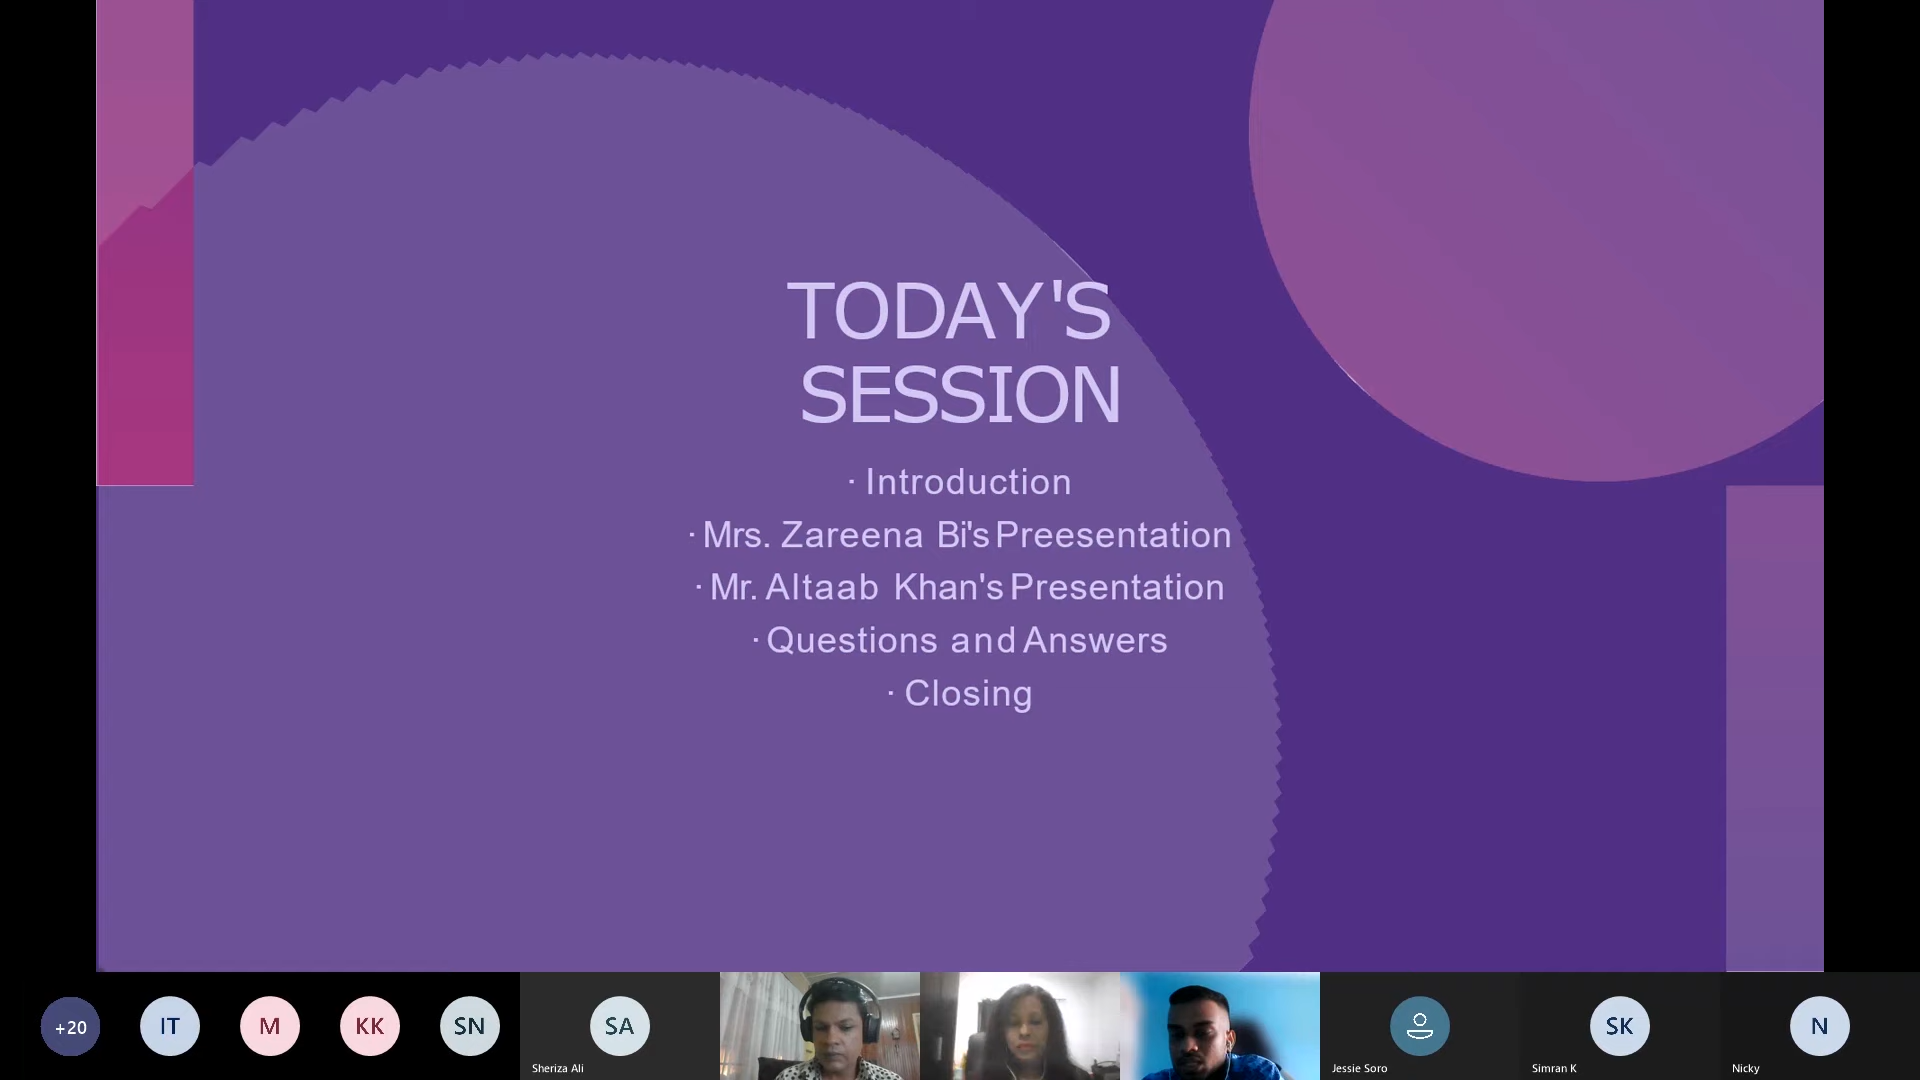 TODAY'S
SESSION
· Introduction
· Mrs. Zareena Bi's Preesentation
· Mr. Altaab Khan's Presentation
· Questions and Answers
· Closing
+20
IT
M
KK
SN
SA
Sheriza Ali
Jessie Soro
SK
Simran K
N
Nicky